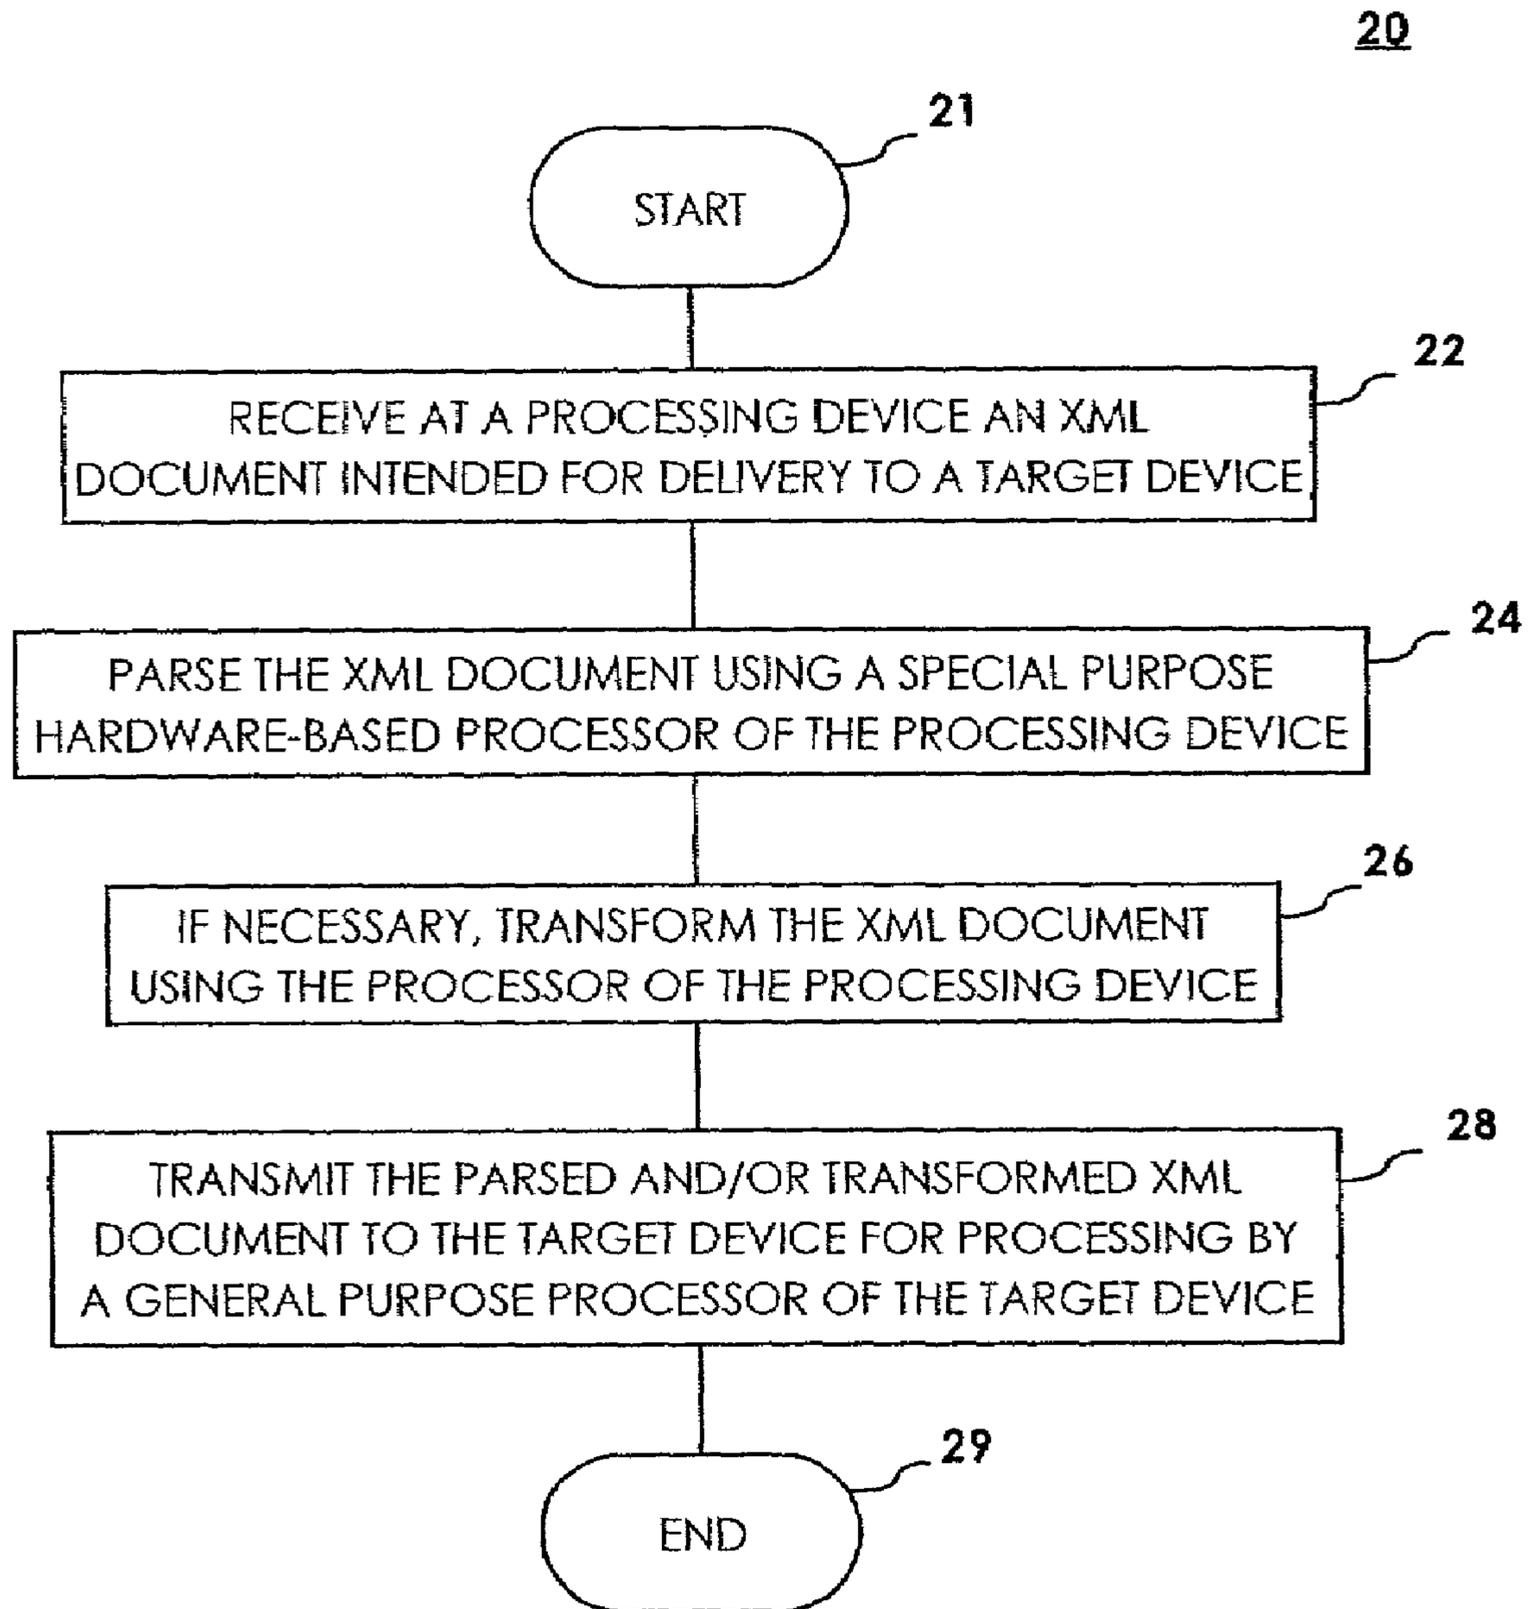 20
21
START
22
RECEIVE AT A PROCESSING DEVICE AN XML
DOCUMENT INTENDED FOR DELIVERY TO A TARGET DEVICE
24
PARSE THE XML DOCUMENT USING A SPECIAL PURPOSE
HARDWARE-BASED PROCESSOR OF THE PROCESSING DEVICE
26
IF NECESSARY, TRANSFORM THE XML DOCUMENT
USING THE PROCESSOR OF THE PROCESSING DEVICE
28
TRANSMIT THE PARSED AND/OR TRANSFORMED XML
DOCUMENT TO THE TARGET DEVICE FOR PROCESSING BY
A GENERAL PURPOSE PROCESSOR OF THE TARGET DEVICE
29
END